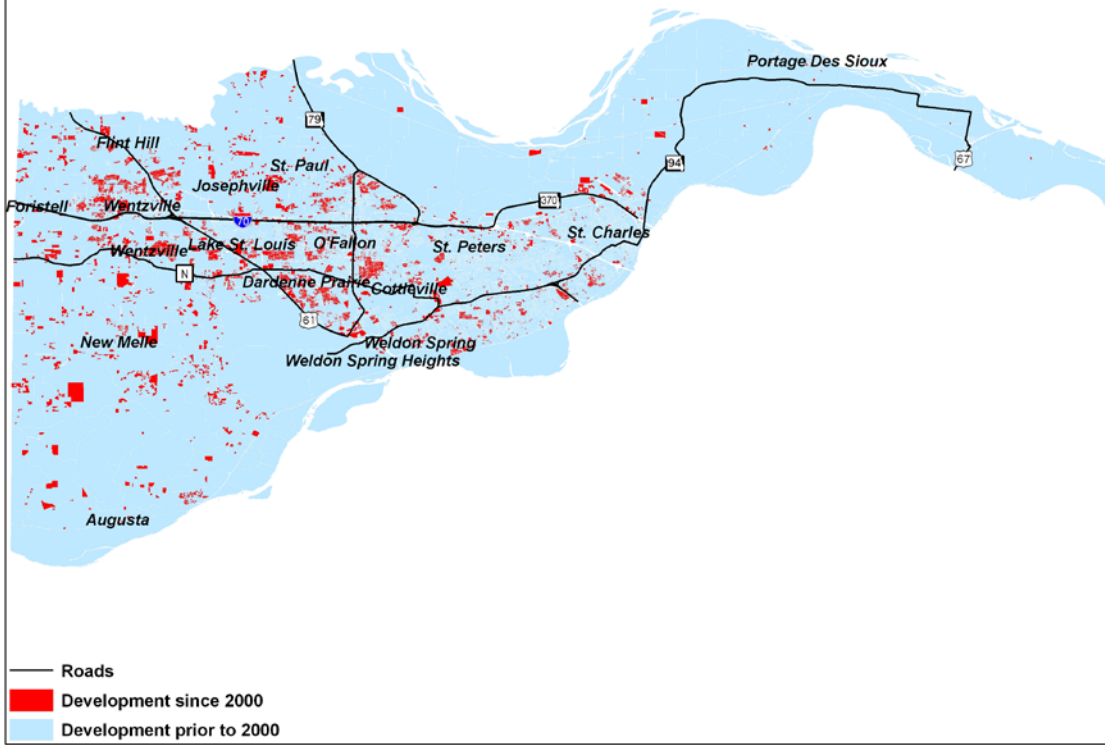 Portage Des Sioux
79
Flint Hill
67
94
St. Paul
Josephville
370
Foristell
Wentzville
70
St. Charles
Wentzville
Lake St. Louis
O'Fallon
St. Peters
N
Dardenne Prairie
Cottleville
61
New Melle
Weldon Spring
Weldon Spring Heights
Augusta
Roads
Development since 2000
Development prior to 2000